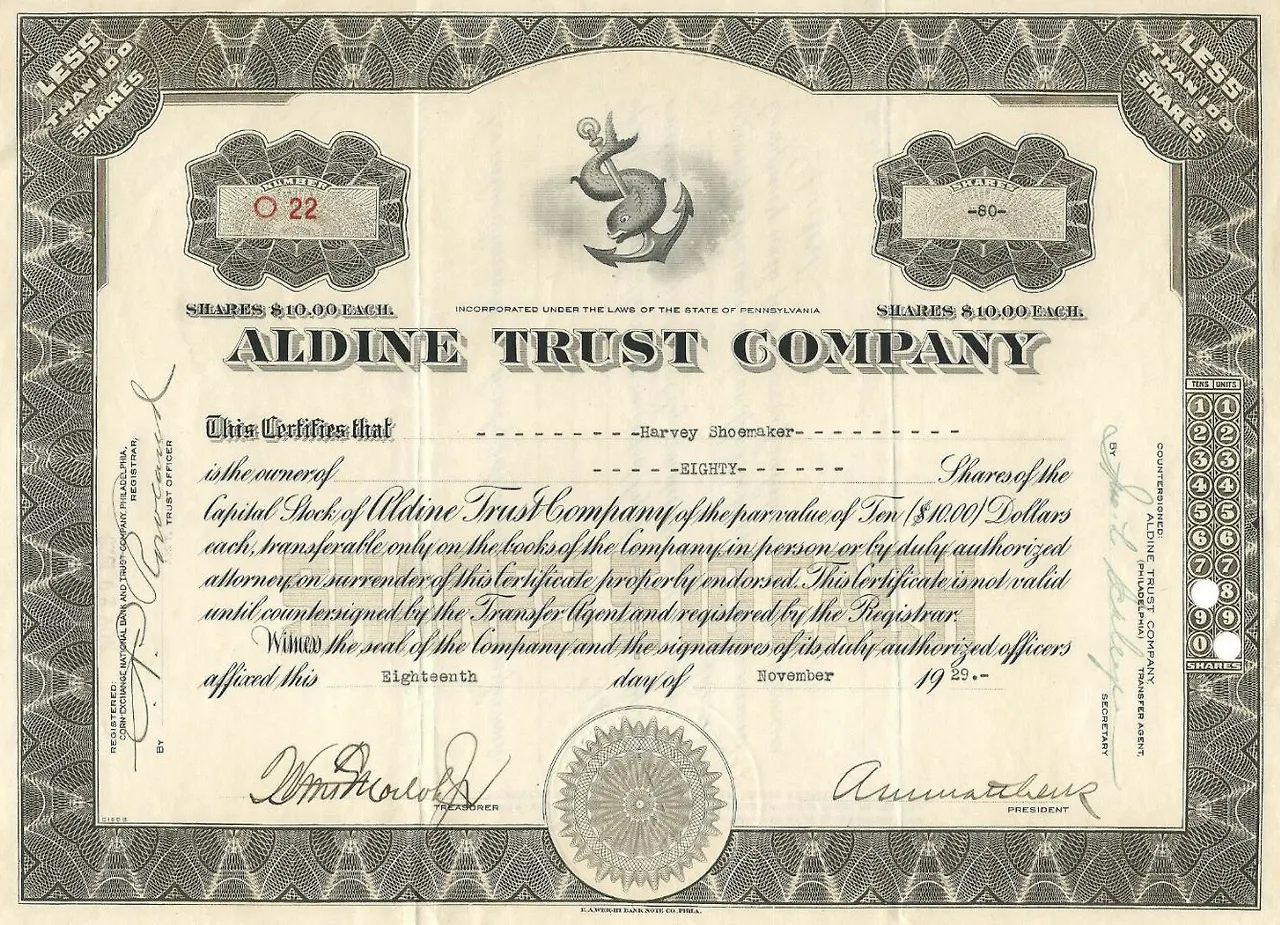 LESS
THAN 100
SHARES
LESS
THAN 100
SHARES
NUMBER
O 22
SHARES
-80-
SHARES $10.00 EACH.
INCORPORATED UNDER THE LAWS OF THE STATE OF PENNSYLVANIA
SHARES $10.00 EACH.
ALDINE TRUST COMPANY
This Certifies that - - - - - - - - -Harvey Shoemaker- - - - - - - - -
is the owner of - - - - -EIGHTY- - - - - - Shares of the
Capital Stock of Aldine Trust Company of the par value of Ten ($10.00) Dollars
each, transferable only on the books of the Company, in person or by duly authorized
attorney, on surrender of this Certificate properly endorsed. This Certificate is not valid
until countersigned by the Transfer Agent and registered by the Registrar.
Witness the seal of the Company and the signatures of its duly authorized officers
affixed this Eighteenth day of November 1929.-
TREASURER
PRESIDENT
REGISTERED:
CORN EXCHANGE NATIONAL BANK AND TRUST COMPANY, PHILADELPHIA,
REGISTRAR,
BY
TRUST OFFICER
COUNTERSIGNED:
ALDINE TRUST COMPANY,
(PHILADELPHIA) TRANSFER AGENT,
BY
SECRETARY
TENS UNITS
1 1
2 2
3 3
4 4
5 5
6 6
7 7
8
9 9
0
SHARES
E.A.WRIGHT BANK NOTE CO. PHILA.